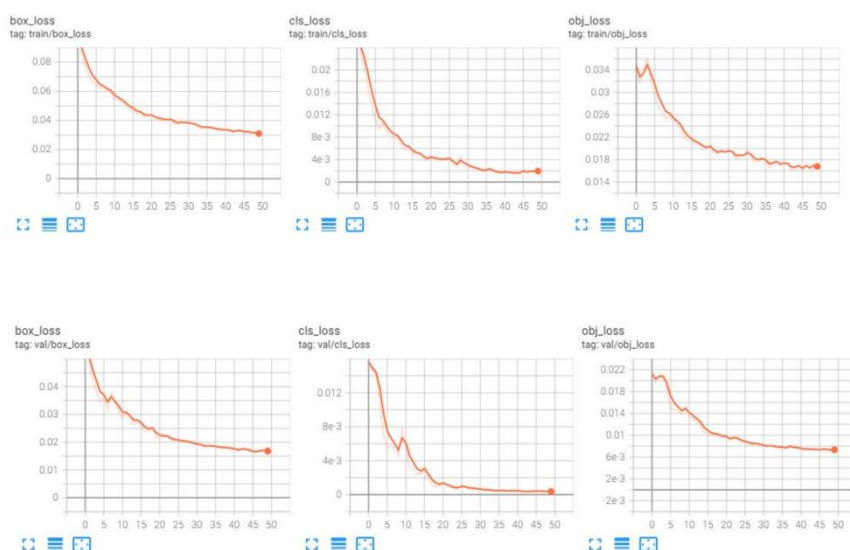 box_loss
tag: train/box_loss
0.08
0.06
0.04
0.02
0
0 5 10 15 20 25 30 35 40 45 50
cls_loss
tag: train/cls_loss
0.02
0.016
0.012
8e-3
4e-3
0
0 5 10 15 20 25 30 35 40 45 50
obj_loss
tag: train/obj_loss
0.034
0.03
0.026
0.022
0.018
0.014
0 5 10 15 20 25 30 35 40 45 50
box_loss
tag: val/box_loss
0.04
0.03
0.02
0.01
0
0 5 10 15 20 25 30 35 40 45 50
cls_loss
tag: val/cls_loss
0.012
8e-3
4e-3
0
0 5 10 15 20 25 30 35 40 45 50
obj_loss
tag: val/obj_loss
0.022
0.018
0.014
0.01
6e-3
2e-3
2e-3
0 5 10 15 20 25 30 35 40 45 50